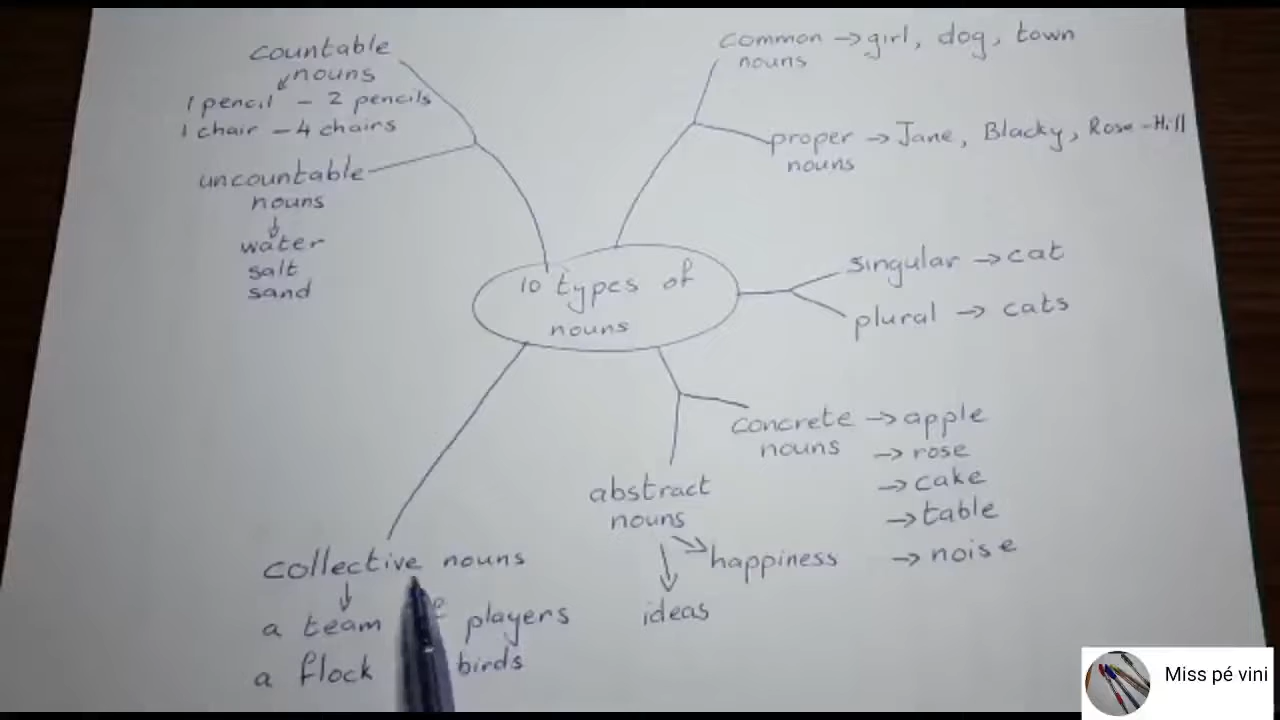 10 types of
nouns
countable
nouns
1 pencil - 2 pencils
1 chair - 4 chairs
uncountable
nouns
water
salt
sand
common → girl, dog, town
nouns
proper → Jane, Blacky, Rose-Hill
nouns
singular → cat
plural → cats
concrete → apple
nouns → rose
→ cake
→ table
→ noise
abstract
nouns
happiness
ideas
collective nouns
a team players
a flock birds
Miss pé vini